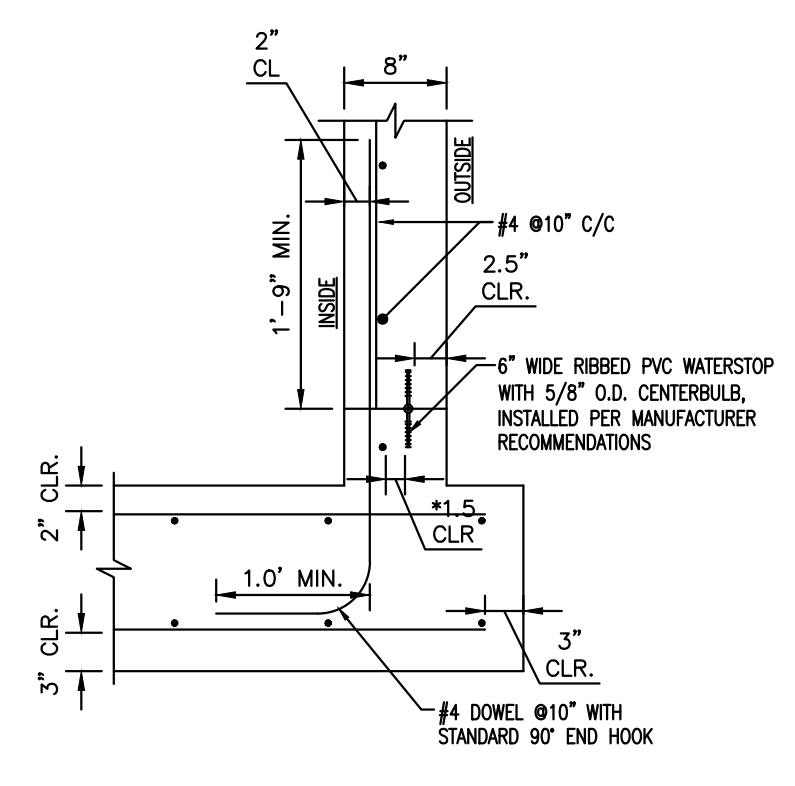 2"
CL
8"
OUTSIDE
#4 @10" C/C
1'-9" MIN.
INSIDE
2.5"
CLR.
6" WIDE RIBBED PVC WATERSTOP
WITH 5/8" O.D. CENTERBULB,
INSTALLED PER MANUFACTURER
RECOMMENDATIONS
2" CLR.
*1.5
CLR
1.0' MIN.
3" CLR.
3"
CLR.
#4 DOWEL @10" WITH
STANDARD 90° END HOOK